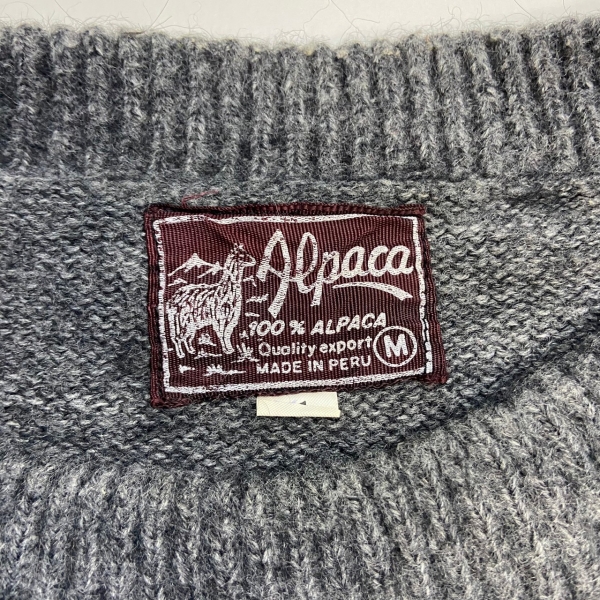 Alpaca
100% ALPACA
Quality export
MADE IN PERU
M